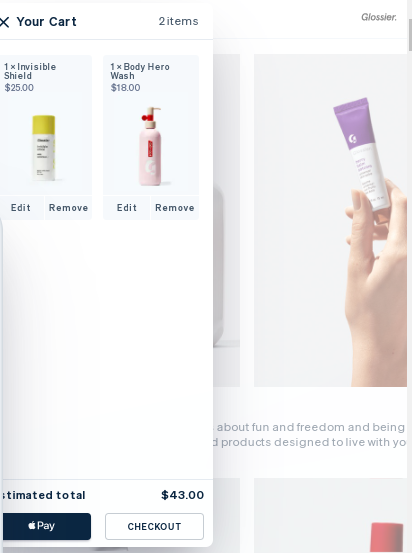 Your Cart
2 items
Glossier.
1 × Invisible
Shield
$25.00
1 × Body Hero
Wash
$18.00
Edit
Remove
Edit
Remove
about fun and freedom and being
d products designed to live with yo
stimated total
$43.00
Pay
CHECKOUT